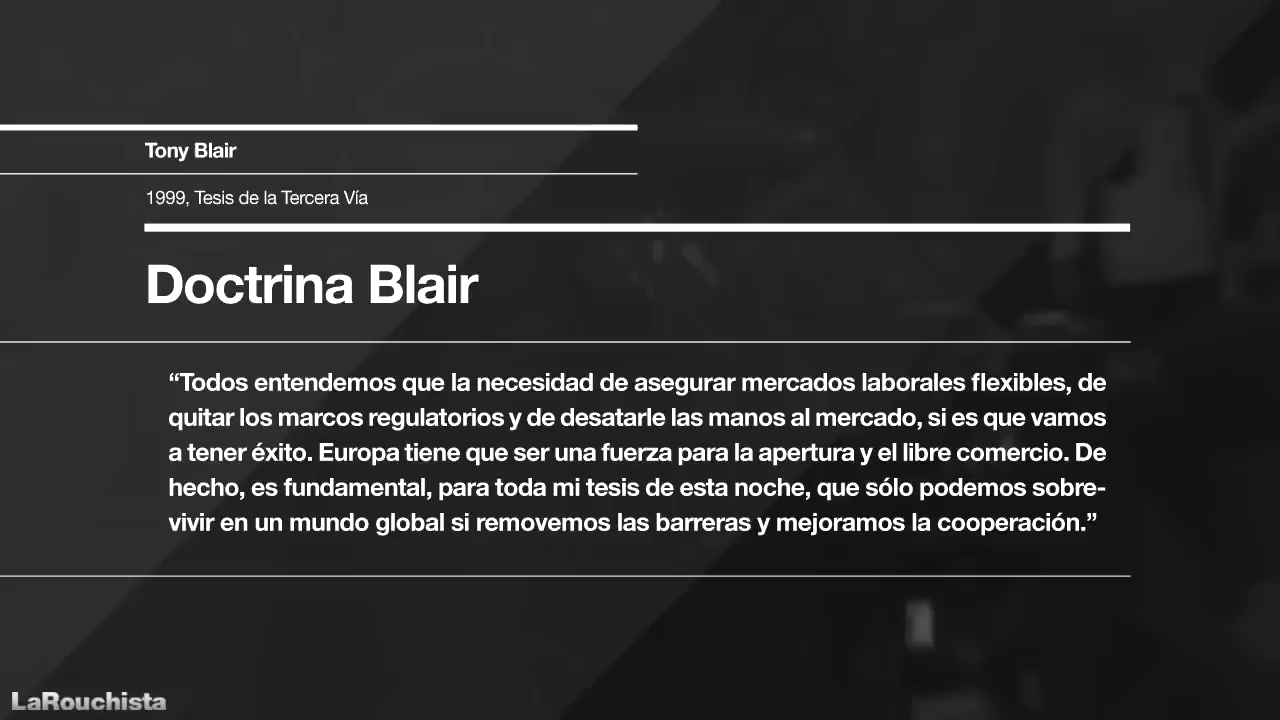 Tony Blair
1999, Tesis de la Tercera Vía
Doctrina Blair
“Todos entendemos que la necesidad de asegurar mercados laborales flexibles, de
quitar los marcos regulatorios y de desatarle las manos al mercado, si es que vamos
a tener éxito. Europa tiene que ser una fuerza para la apertura y el libre comercio. De
hecho, es fundamental, para toda mi tesis de esta noche, que sólo podemos sobre-
vivir en un mundo global si removemos las barreras y mejoramos la cooperación.”
LaRouchista